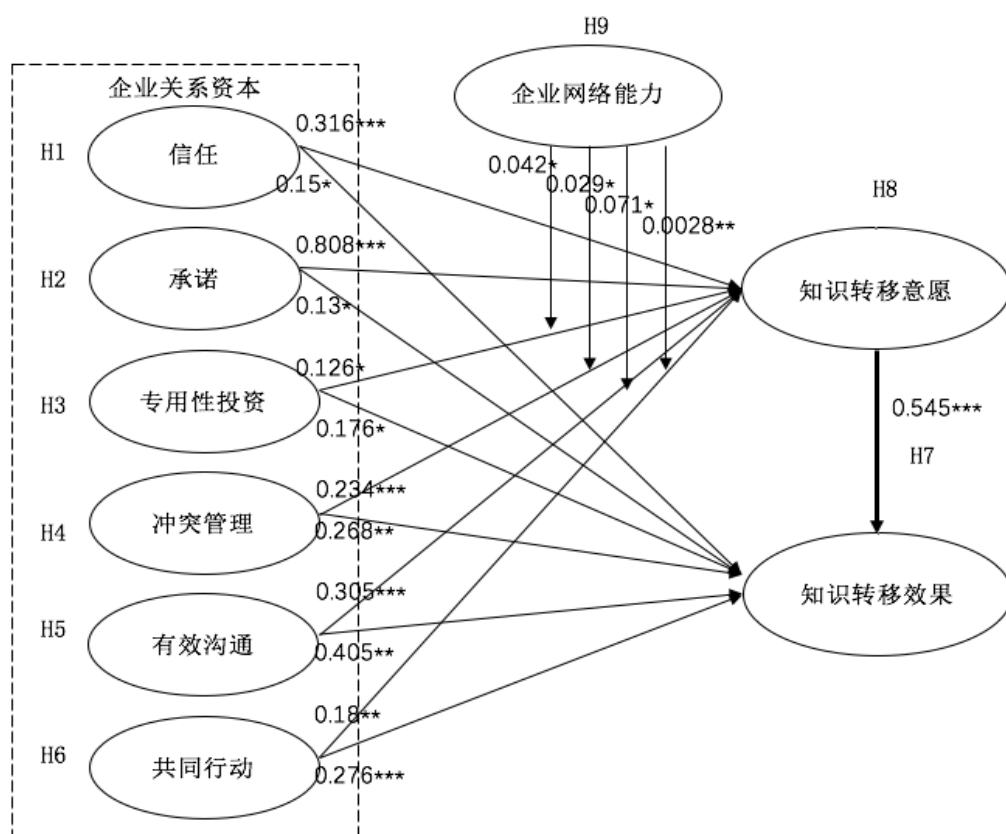 H9
企业网络能力
企业关系资本
H1
信任
0.316***
0.15*
0.042*
0.029*
0.071*
0.0028**
H8
知识转移意愿
H2
承诺
0.808***
0.13*
H3
专用性投资
0.126*
0.176*
0.545***
H7
H4
冲突管理
0.234***
0.268**
知识转移效果
H5
有效沟通
0.305***
0.405**
H6
共同行动
0.18**
0.276***